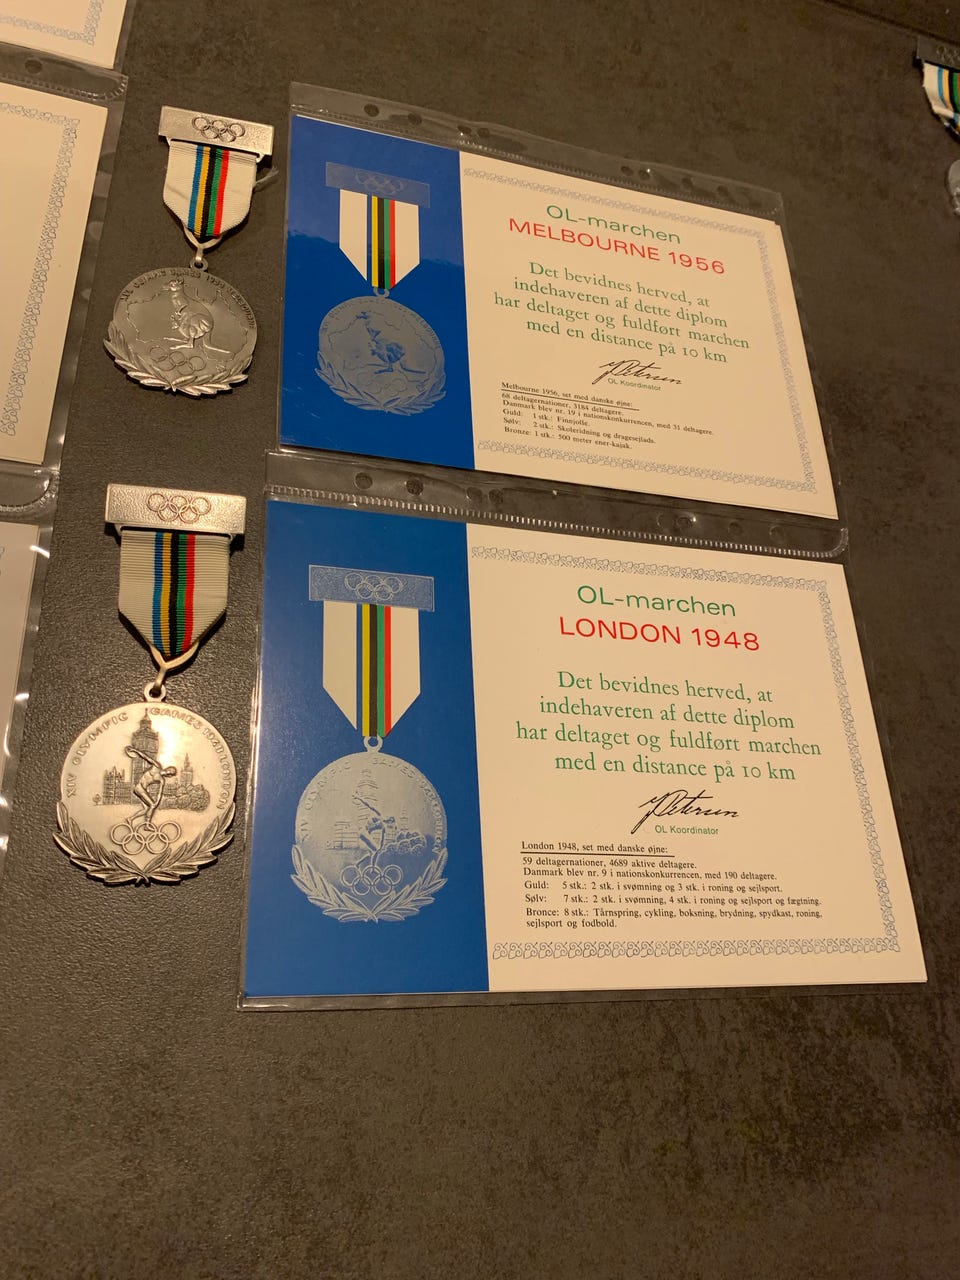 OL-marchen
MELBOURNE 1956
Det bevidnes herved, at
indehaveren af dette diplom
har deltaget og fuldført marchen
med en distance på 10 km
OL Koordinator
Melbourne 1956, set med danske øjne:
68 deltagernationer, 3184 deltagere.
Danmark blev nr. 19 i nationskonkurrencen, med 31 deltagere.
Guld: 1 stk.: Finnjolle.
Sølv: 2 stk.: Skoleridning og dragesejlads.
Bronze: 1 stk.: 500 meter ener-kajak.
XIV OLYMPIC GAMES 1948 LONDON
OL-marchen
LONDON 1948
Det bevidnes herved, at
indehaveren af dette diplom
har deltaget og fuldført marchen
med en distance på 10 km
OL Koordinator
London 1948, set med danske øjne:
59 deltagernationer, 4689 aktive deltagere.
Danmark blev nr. 9 i nationskonkurrencen, med 190 deltagere.
Guld: 5 stk.: 2 stk. i svømning og 3 stk. i roning og sejlsport.
Sølv: 7 stk.: 2 stk. i svømning, 4 stk. i roning og sejlsport og fægtning.
Bronze: 8 stk.: Tårnspring, cykling, boksning, brydning, spydkast, roning,
sejlsport og fodbold.